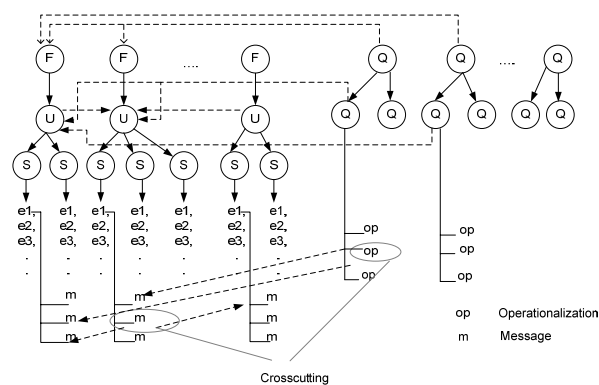 F F .... F Q Q .... Q
U U U Q Q Q Q Q Q
S S S S S S S
e1, e1, e1, e1, e1, e1, e1,
e2, e2, e2, e2, e2, e2, e2,
e3, e3, e3, e3, e3, e3, e3,
. . . . . . .
. . . . . . .
op op
op op
op op
m m m
m m m
m m m
op Operationalization
m Message
Crosscutting